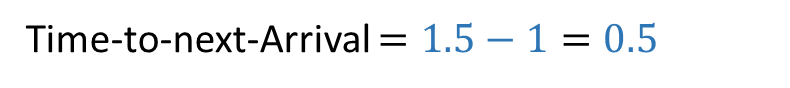 Time-to-next-Arrival = 1.5 − 1 = 0.5